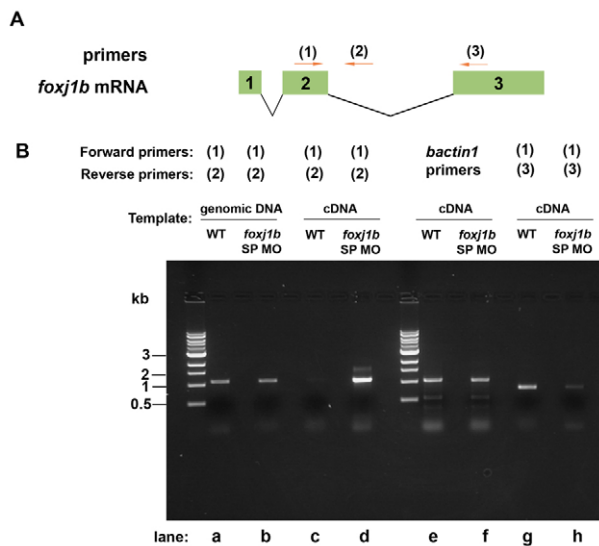 A
primers (1) (2) (3)
foxj1b mRNA 1 2 3
B
Forward primers: (1) (1) (1) (1) bactin1 (1) (1)
Reverse primers: (2) (2) (2) (2) primers (3) (3)
Template: genomic DNA cDNA cDNA cDNA
WT foxj1b SP MO WT foxj1b SP MO WT foxj1b SP MO WT foxj1b SP MO
kb
3
2
1
0.5
lane: a b c d e f g h